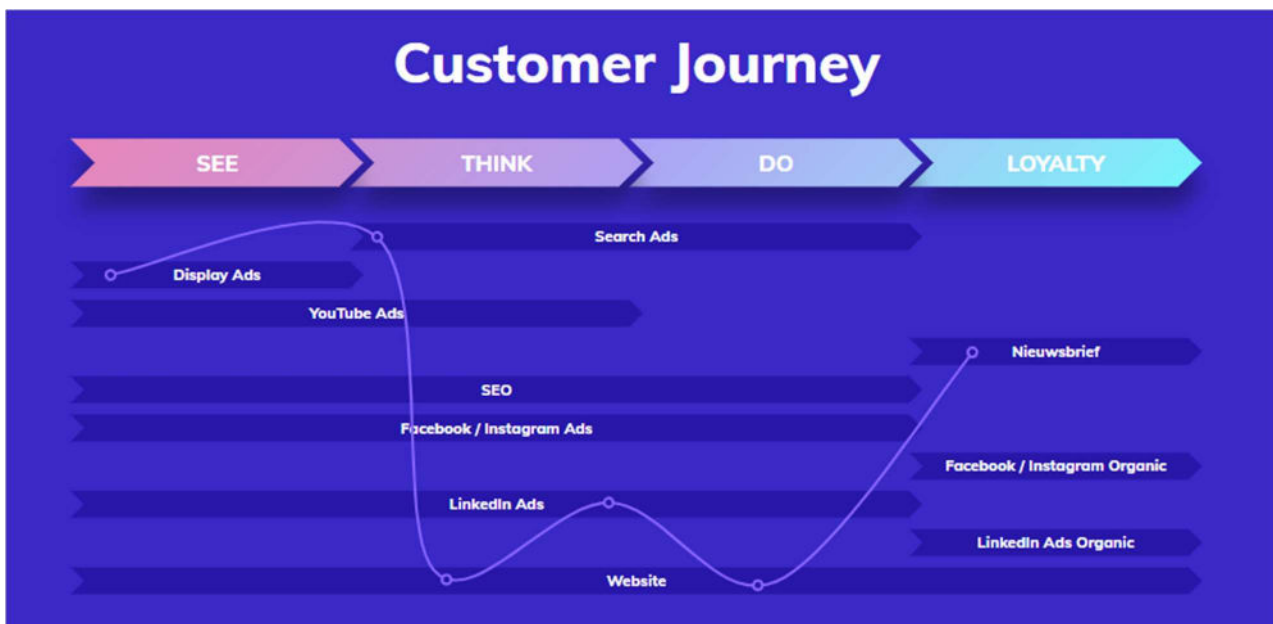 Customer Journey
SEE
THINK
DO
LOYALTY
Search Ads
Display Ads
YouTube Ads
Nieuwsbrief
SEO
Facebook / Instagram Ads
Facebook / Instagram Organic
LinkedIn Ads
LinkedIn Ads Organic
Website